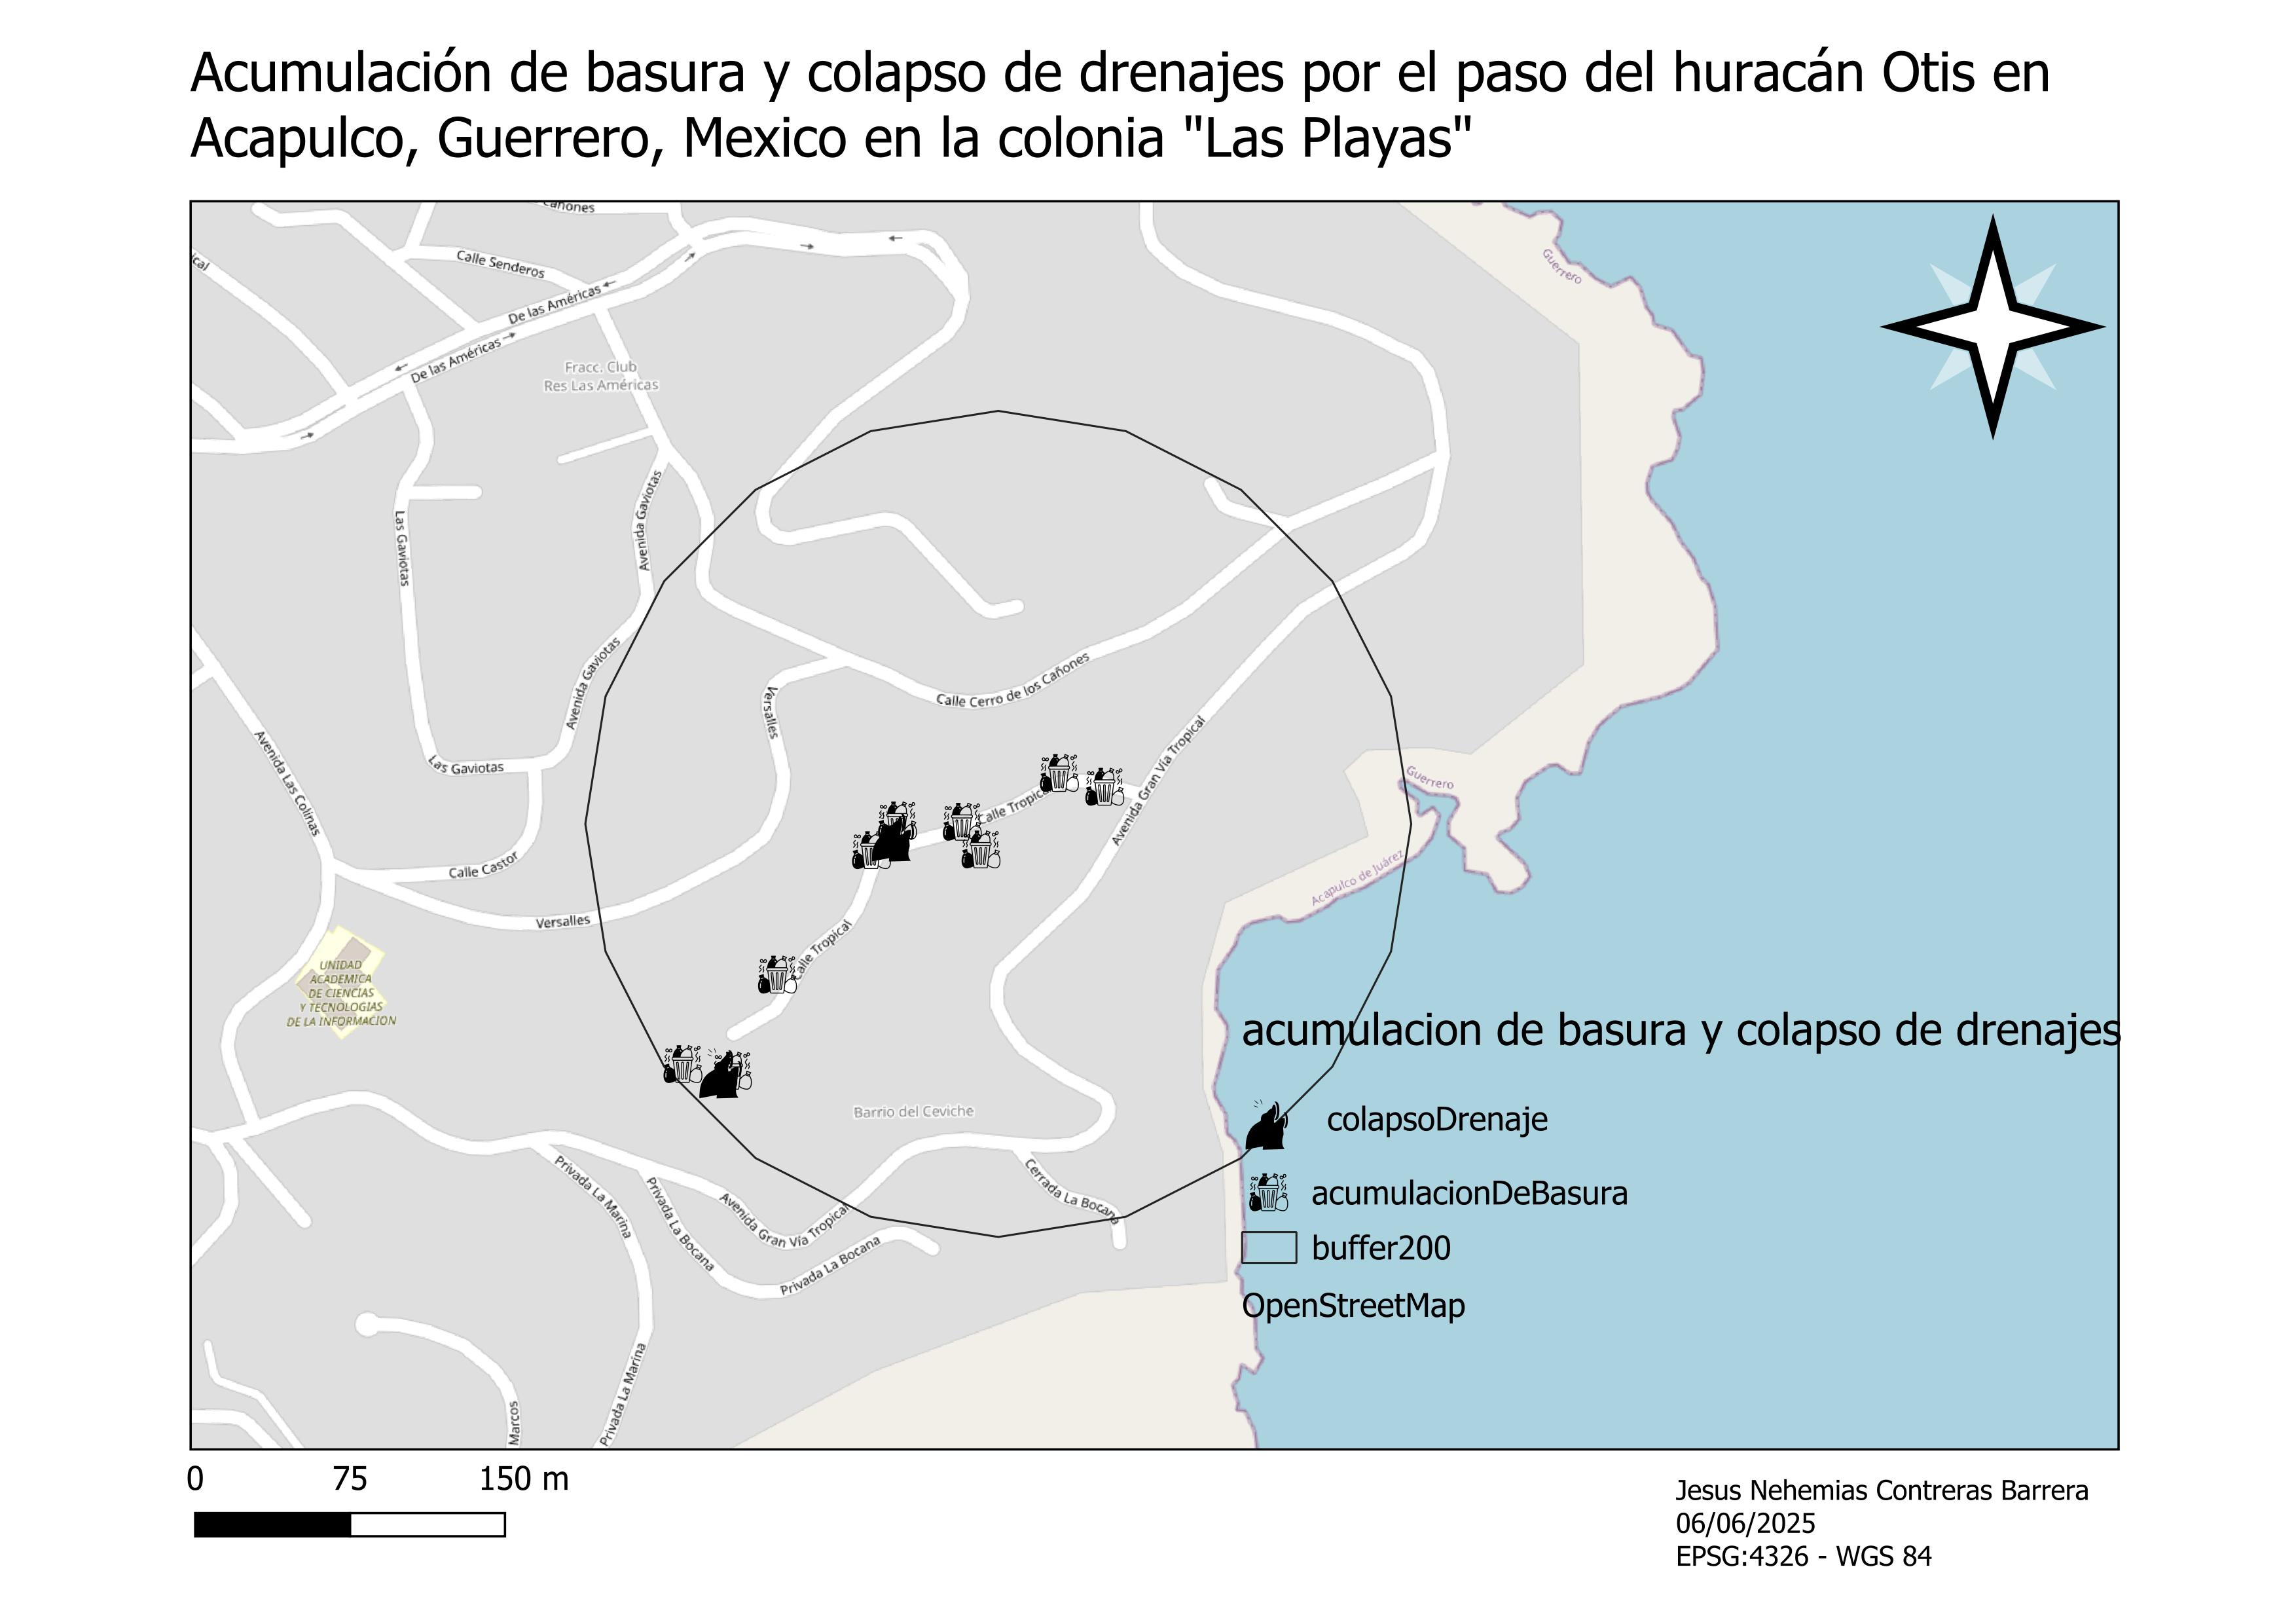 Acumulación de basura y colapso de drenajes por el paso del huracán Otis en
Acapulco, Guerrero, Mexico en la colonia "Las Playas"
Cañones
ical
Calle Senderos
De las Américas
De las Américas
Guerrero
Fracc. Club
Res Las Américas
Avenida Gaviotas
Las Gaviotas
Avenida Gaviotas
Calle Cerro de los Cañones
Versalles
Avenida Las Colinas
Las Gaviotas
Guerrero
Calle Tropical
Avenida Gran Vía Tropical
Calle Castor
Acapulco de Juárez
Versalles
Calle Tropical
UNIDAD
ACADEMICA
DE CIENCIAS
Y TECNOLOGIAS
DE LA INFORMACION
acumulacion de basura y colapso de drenajes
Barrio del Ceviche
colapsoDrenaje
acumulacionDeBasura
buffer200
OpenStreetMap
Privada La Marina
Privada La Bocana
Avenida Gran Vía Tropical
Cerrada La Bocana
Privada La Bocana
Privada La Marina
Marcos
0 75 150 m
Jesus Nehemias Contreras Barrera
06/06/2025
EPSG:4326 - WGS 84